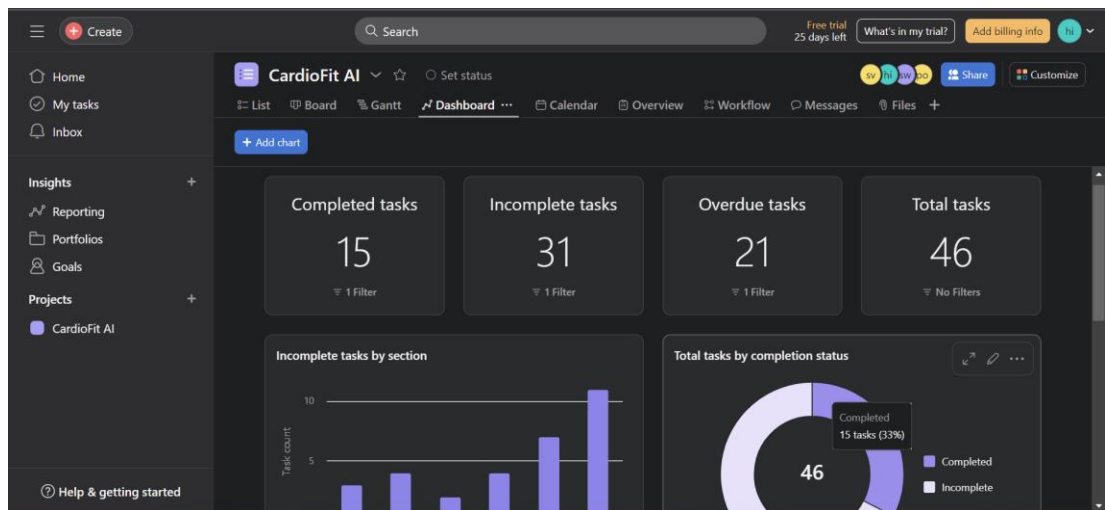 Create
Search
Free trial
25 days left
What's in my trial?
Add billing info
hi
Home
My tasks
Inbox
Insights
Reporting
Portfolios
Goals
Projects
CardioFit AI
Help & getting started
CardioFit AI
Set status
sv hi sw po
Share
Customize
List Board Gantt Dashboard Calendar Overview Workflow Messages Files
Add chart
Completed tasks
15
1 Filter
Incomplete tasks
31
1 Filter
Overdue tasks
21
1 Filter
Total tasks
46
No Filters
Incomplete tasks by section
10
5
Task count
Total tasks by completion status
Completed
15 tasks (33%)
46
Completed
Incomplete